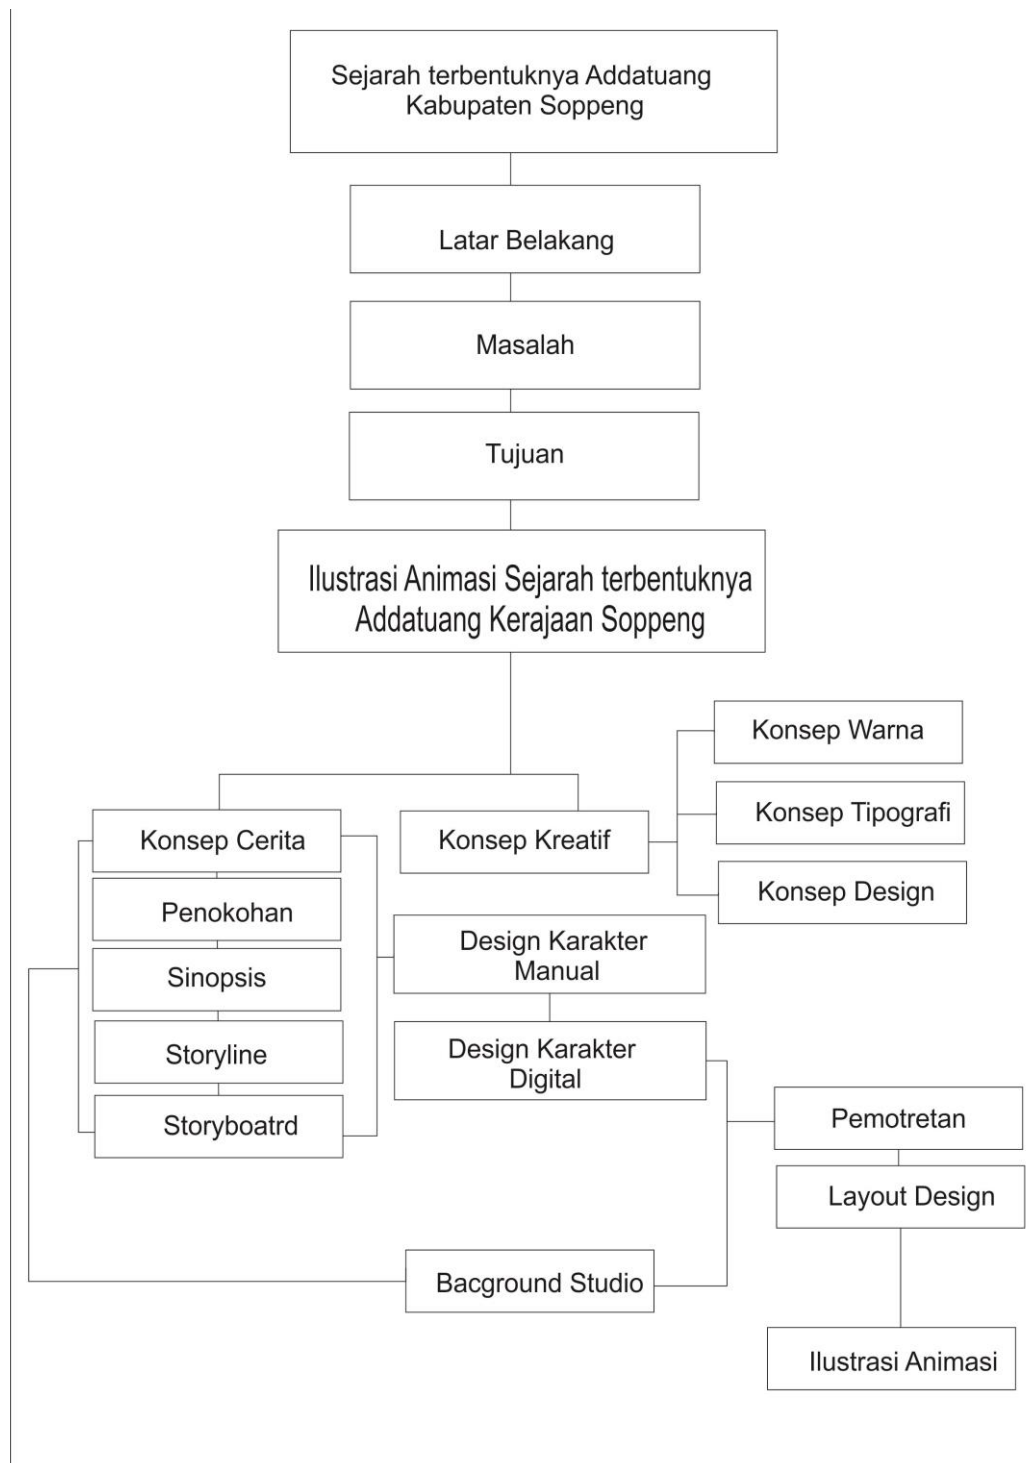 Sejarah terbentuknya Addatuang
Kabupaten Soppeng
Latar Belakang
Masalah
Tujuan
Ilustrasi Animasi Sejarah terbentuknya
Addatuang Kerajaan Soppeng
Konsep Warna
Konsep Tipografi
Konsep Design
Konsep Cerita
Konsep Kreatif
Penokohan
Sinopsis
Storyline
Storyboatrd
Design Karakter
Manual
Design Karakter
Digital
Pemotretan
Layout Design
Bacground Studio
Ilustrasi Animasi